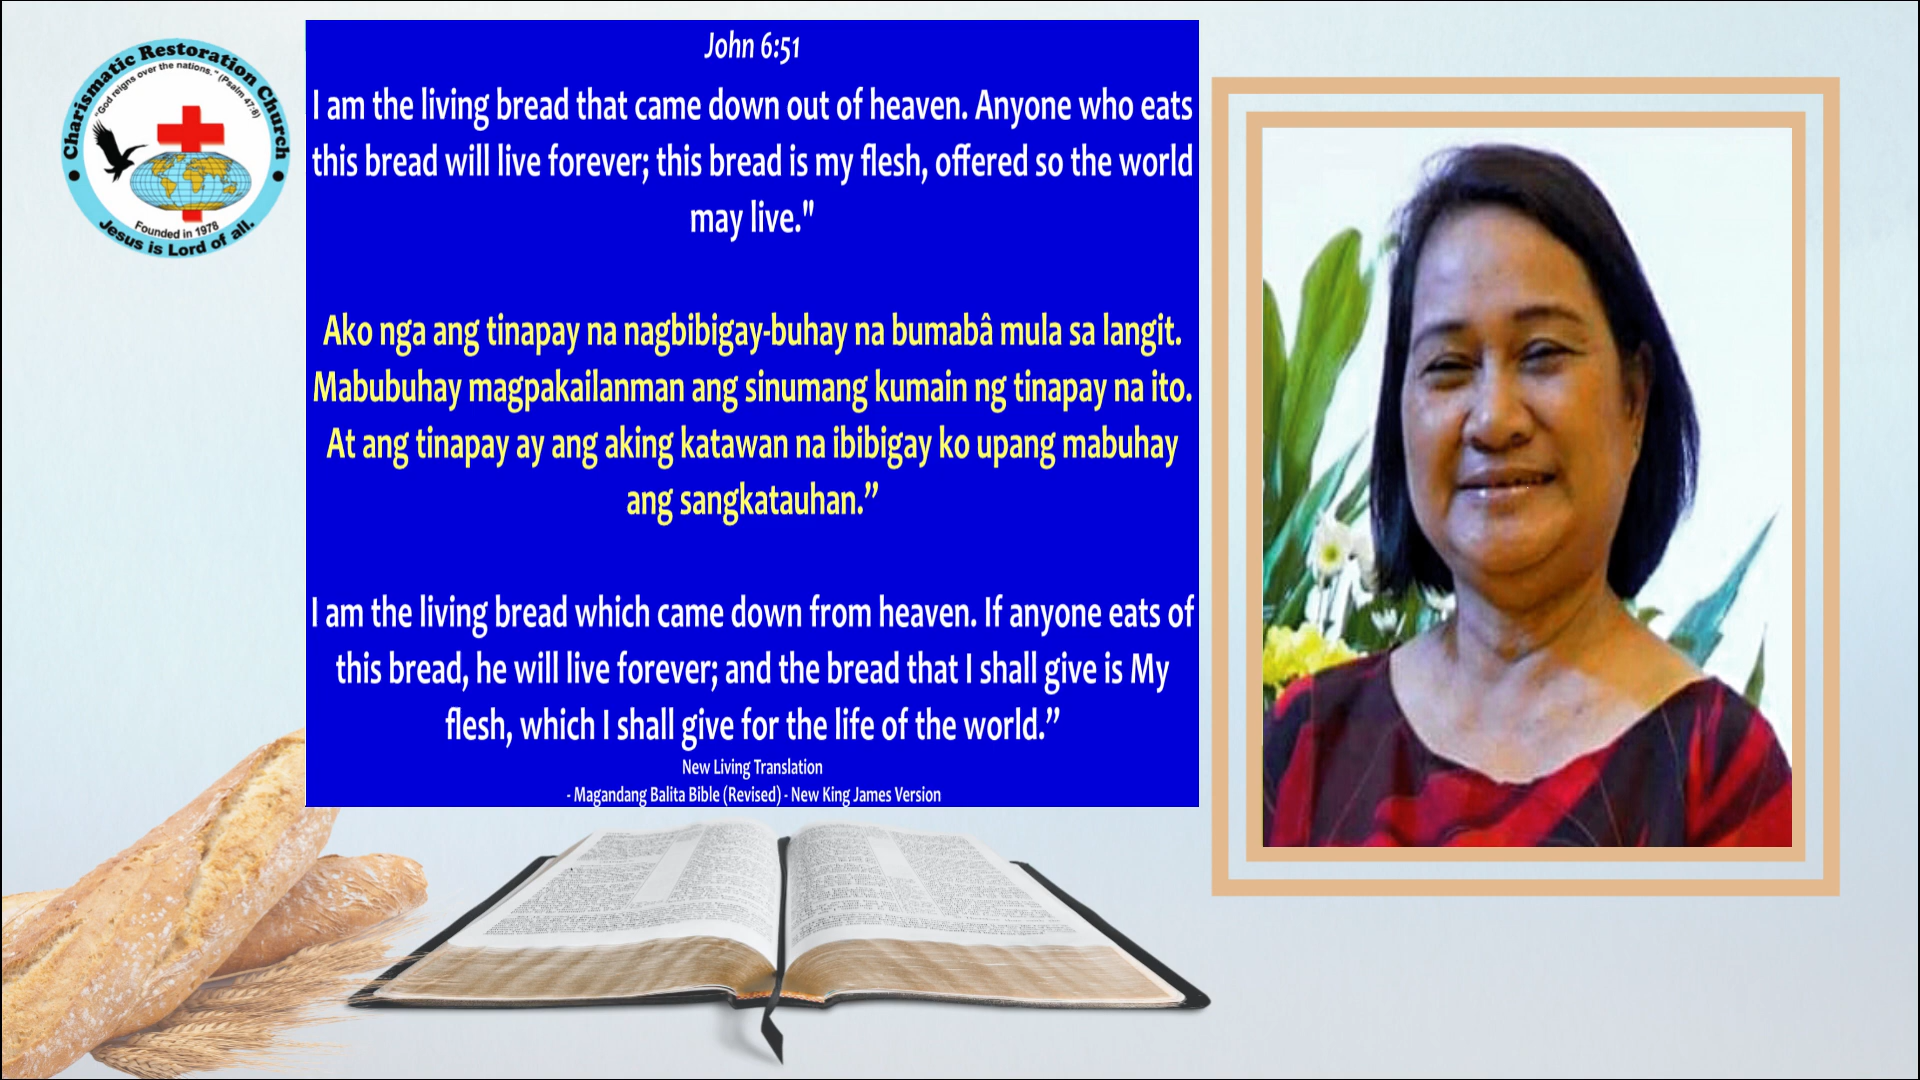 Charismatic Restoration Church
"God reigns over the nations." (Psalm 47:8)
Founded in 1978
Jesus is Lord of all.
John 6:51
I am the living bread that came down out of heaven. Anyone who eats
this bread will live forever; this bread is my flesh, offered so the world
may live."
Ako nga ang tinapay na nagbibigay-buhay na bumabâ mula sa langit.
Mabubuhay magpakailanman ang sinumang kumain ng tinapay na ito.
At ang tinapay ay ang aking katawan na ibibigay ko upang mabuhay
ang sangkatauhan.”
I am the living bread which came down from heaven. If anyone eats of
this bread, he will live forever; and the bread that I shall give is My
flesh, which I shall give for the life of the world.”
New Living Translation
- Magandang Balita Bible (Revised) - New King James Version